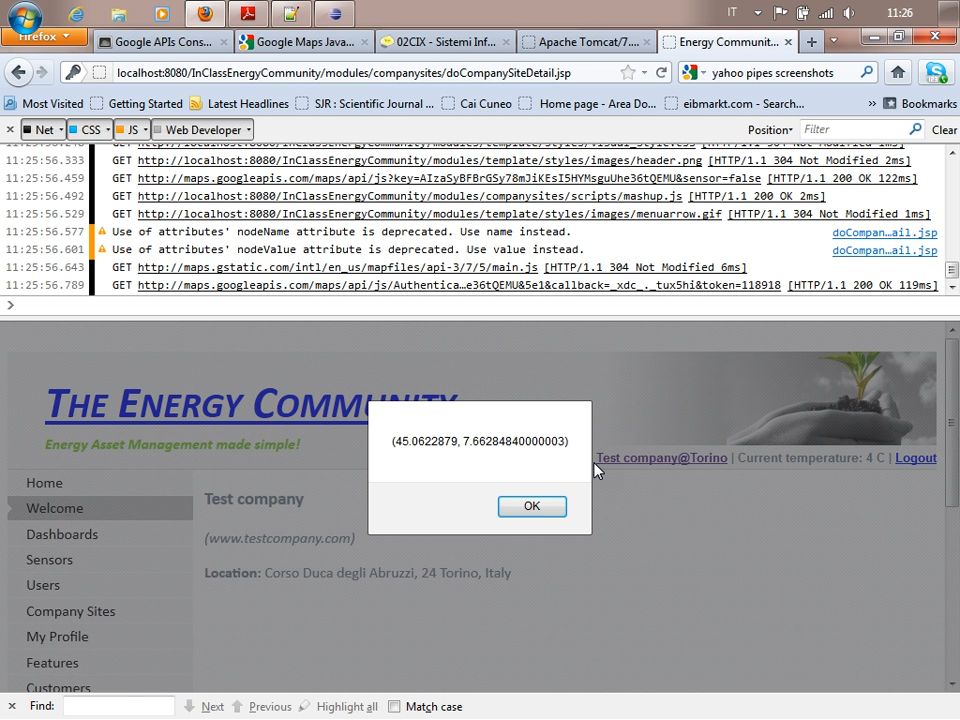 IT
11:26
Firefox
Google APIs Cons...
Google Maps Javas...
02CIX - Sistemi Inf...
Apache Tomcat/7....
Energy Communit...
localhost:8080/InClassEnergyCommunity/modules/companysites/doCompanySiteDetail.jsp
yahoo pipes screenshots
Most Visited
Getting Started
Latest Headlines
SJR : Scientific Journal ...
Cai Cuneo
Home page - Area Do...
eibmarkt.com - Search...
»
Bookmarks
Net
CSS
JS
Web Developer
Position
Filter
Clear
11:25:56.333 GET http://localhost:8080/InClassEnergyCommunity/modules/template/styles/images/header.png [HTTP/1.1 304 Not Modified 2ms]
11:25:56.459 GET http://maps.googleapis.com/maps/api/js?key=AIzaSyBFBrGSy78mJiKEsI5HYMsguUhe36tQEMU&sensor=false [HTTP/1.1 200 OK 122ms]
11:25:56.492 GET http://localhost:8080/InClassEnergyCommunity/modules/companysites/scripts/mashup.js [HTTP/1.1 200 OK 2ms]
11:25:56.529 GET http://localhost:8080/InClassEnergyCommunity/modules/template/styles/images/menuarrow.gif [HTTP/1.1 304 Not Modified 1ms]
11:25:56.577 Use of attributes' nodeName attribute is deprecated. Use name instead. doCompan...ail.jsp
11:25:56.601 Use of attributes' nodeValue attribute is deprecated. Use value instead. doCompan...ail.jsp
11:25:56.643 GET http://maps.gstatic.com/intl/en_us/mapfiles/api-3/7/5/main.js [HTTP/1.1 304 Not Modified 6ms]
11:25:56.789 GET http://maps.googleapis.com/maps/api/js/Authentica...e36tQEMU&5e1&callback=_xdc_._tux5hi&token=118918 [HTTP/1.1 200 OK 119ms]
THE ENERGY COMMUNITY
Energy Asset Management made simple!
(45.0622879, 7.66284840000003)
OK
Test company@Torino | Current temperature: 4 C | Logout
Home
Welcome
Dashboards
Sensors
Users
Company Sites
My Profile
Features
Customers
Test company
(www.testcompany.com)
Location: Corso Duca degli Abruzzi, 24 Torino, Italy
Find:
Next
Previous
Highlight all
Match case